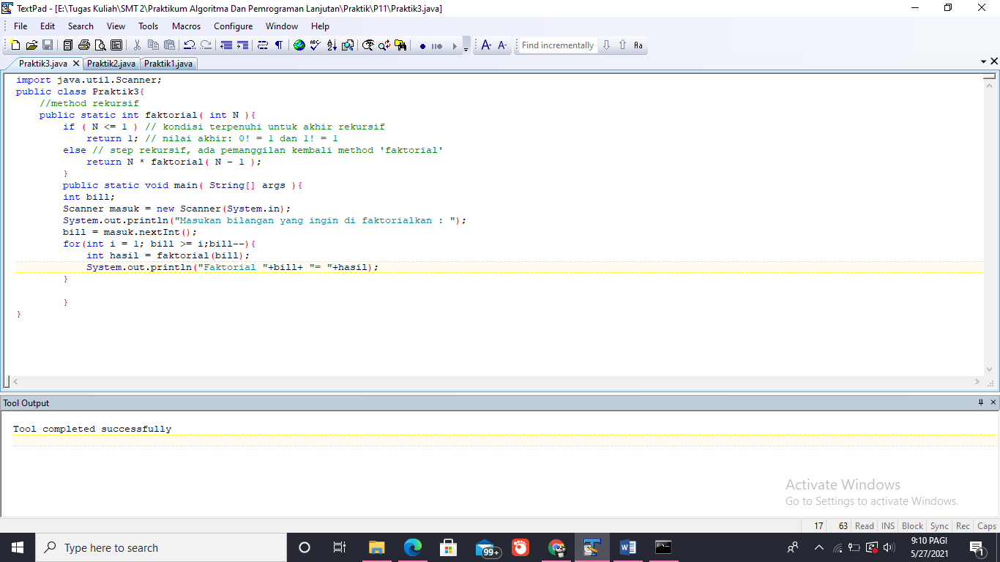 TextPad - [E:\Tugas Kuliah\SMT 2\Praktikum Algoritma Dan Pemrograman Lanjutan\Praktik\P11\Praktik3.java]
File Edit Search View Tools Macros Configure Window Help
Find incrementally
Praktik3.java Praktik2.java Praktik1.java
import java.util.Scanner;
public class Praktik3{
//method rekursif
public static int faktorial( int N ){
if ( N <= 1 ) // kondisi terpenuhi untuk akhir rekursif
return 1; // nilai akhir: 0! = 1 dan 1! = 1
else // step rekursif, ada pemanggilan kembali method 'faktorial'
return N * faktorial( N - 1 );
}
public static void main( String[] args ){
int bill;
Scanner masuk = new Scanner(System.in);
System.out.println("Masukan bilangan yang ingin di faktorialkan : ");
bill = masuk.nextInt();
for(int i = 1; bill >= i;bill--){
int hasil = faktorial(bill);
System.out.println("Faktorial "+bill+ "= "+hasil);
}
}
}
Tool Output
Tool completed successfully
Activate Windows
Go to Settings to activate Windows.
17 63 Read INS Block Sync Rec Caps
Type here to search
99+
9:10 PAGI
5/27/2021
1